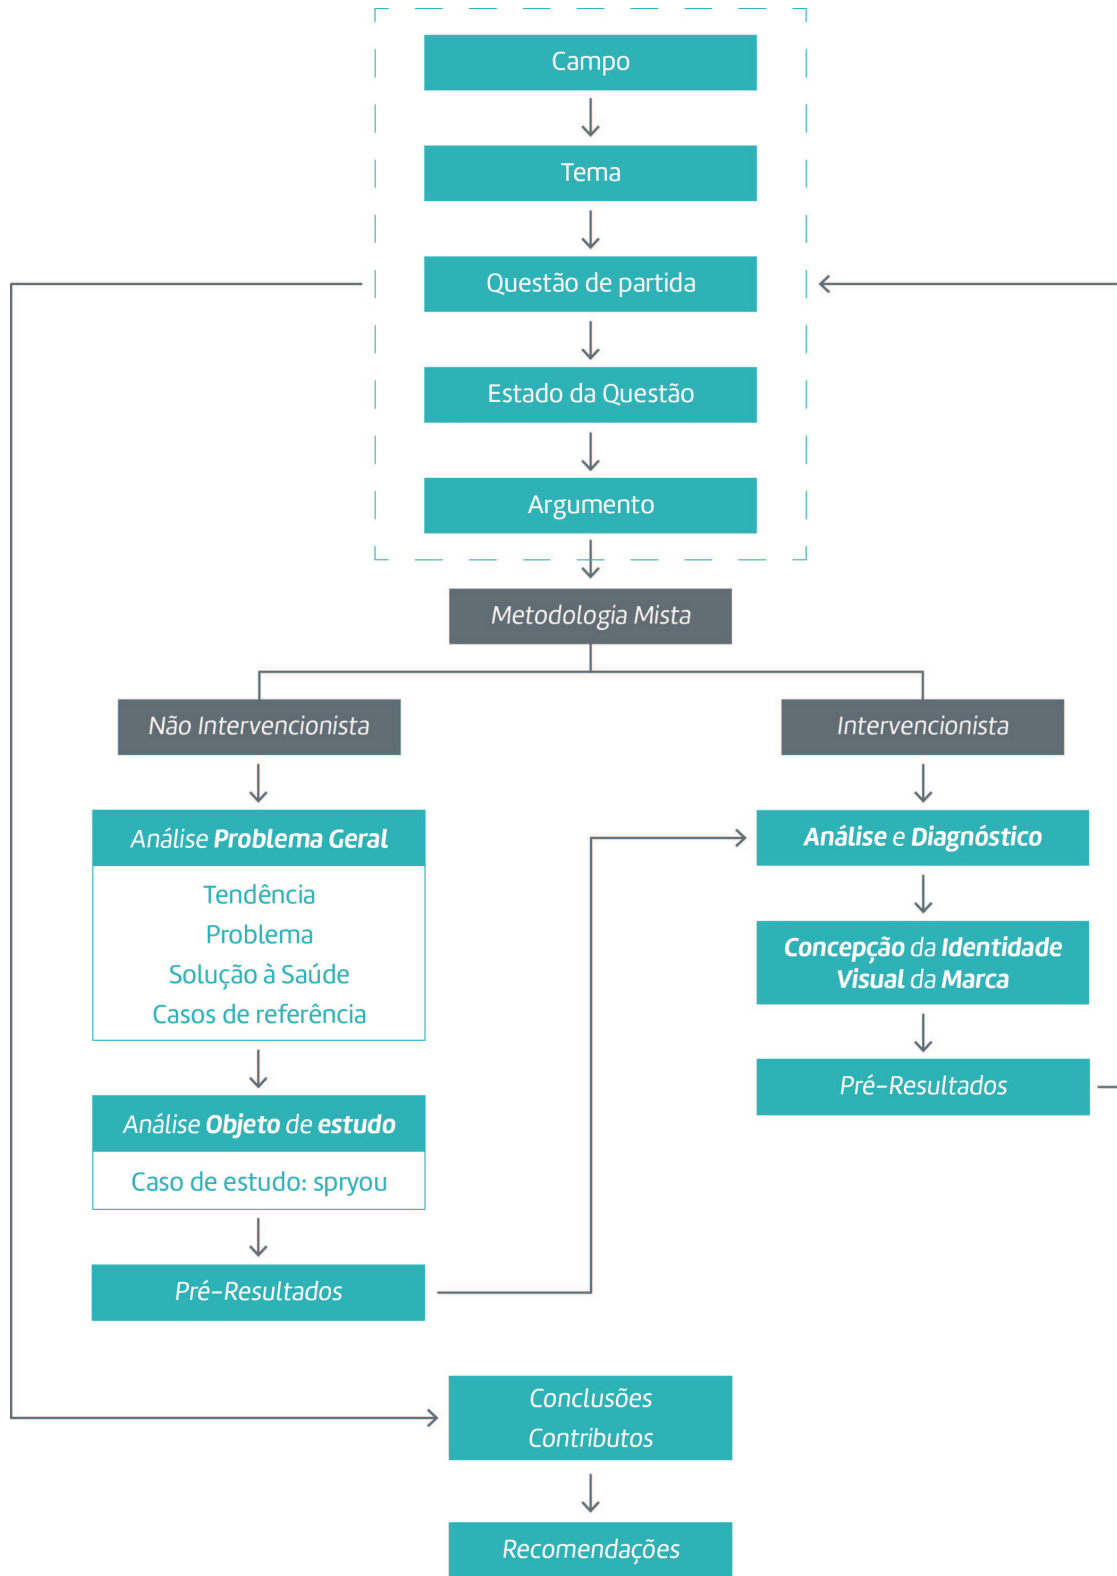 Campo
Tema
Questão de partida
Estado da Questão
Argumento
Metodologia Mista
Não Intervencionista
Análise Problema Geral
Tendência
Problema
Solução à Saúde
Casos de referência
Análise Objeto de estudo
Caso de estudo: spryou
Pré-Resultados
Intervencionista
Análise e Diagnóstico
Concepção da Identidade
Visual da Marca
Pré-Resultados
Conclusões
Contributos
Recomendações